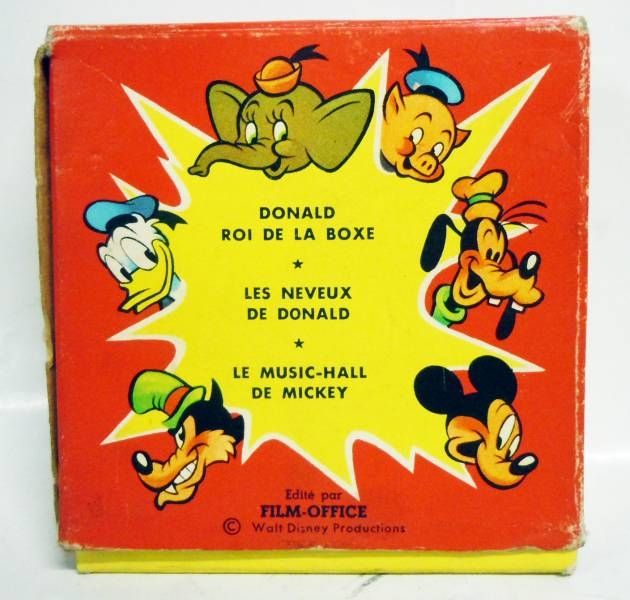 DONALD
ROI DE LA BOXE
★
LES NEVEUX
DE DONALD
★
LE MUSIC-HALL
DE MICKEY
Edité par
FILM-OFFICE
© Walt Disney Productions